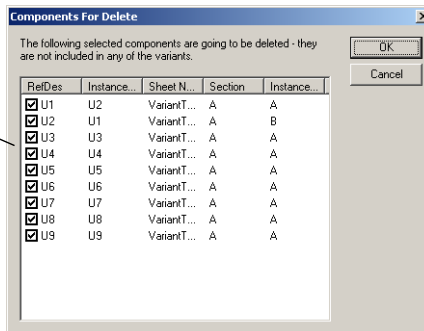 Components For Delete
The following selected components are going to be deleted - they
are not included in any of the variants.
OK
Cancel
RefDes Instance... Sheet N... Section Instance...
U1 U2 VariantT... A A
U2 U1 VariantT... A B
U3 U3 VariantT... A A
U4 U4 VariantT... A A
U5 U5 VariantT... A A
U6 U6 VariantT... A A
U7 U7 VariantT... A A
U8 U8 VariantT... A A
U9 U9 VariantT... A A